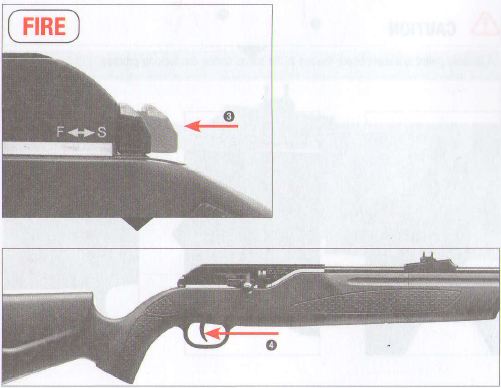 FIRE
CAUTION
3
F ↔ S
4